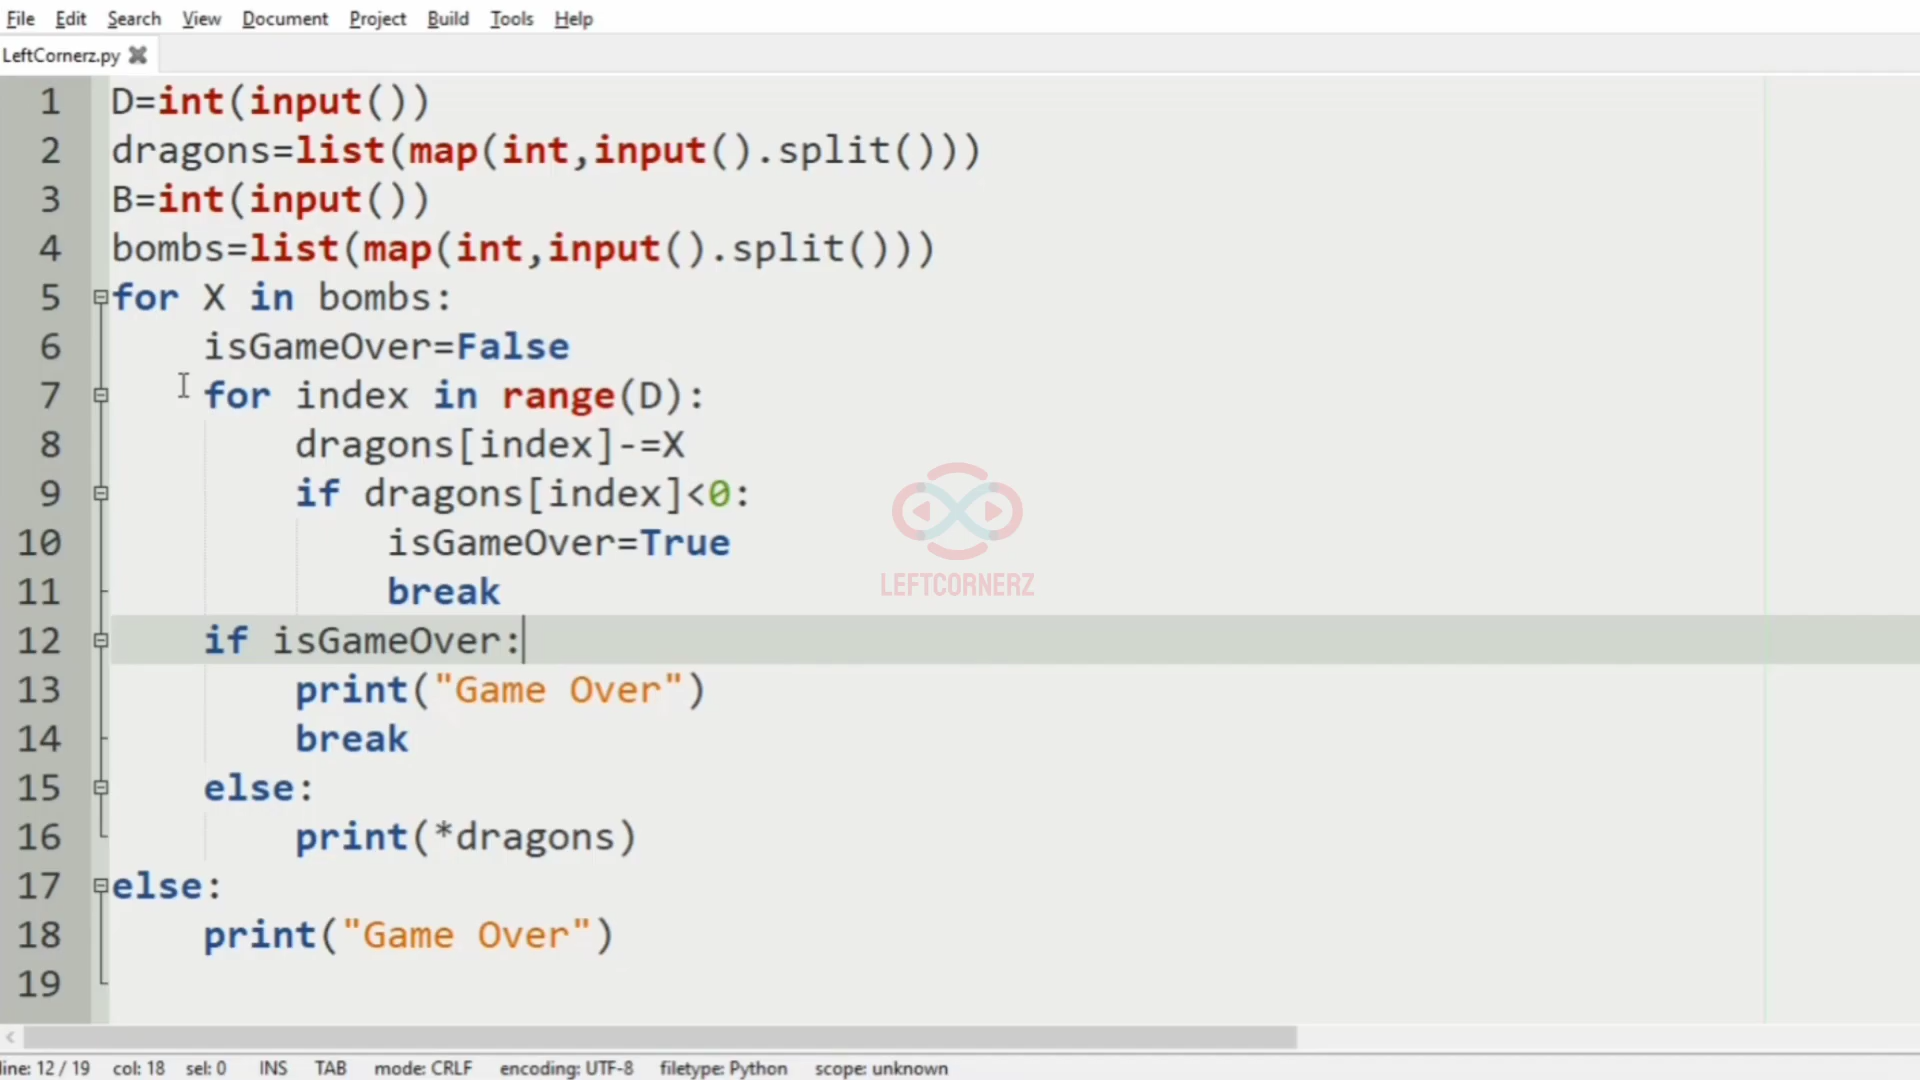 File Edit Search View Document Project Build Tools Help
LeftCornerz.py
1 D=int(input())
2 dragons=list(map(int,input().split()))
3 B=int(input())
4 bombs=list(map(int,input().split()))
5 for X in bombs:
6     isGameOver=False
7     for index in range(D):
8         dragons[index]-=X
9         if dragons[index]<0:
10             isGameOver=True
11             break
12     if isGameOver:
13         print("Game Over")
14         break
15     else:
16         print(*dragons)
17 else:
18     print("Game Over")
19
LEFTCORNERZ
line: 12 / 19 col: 18 sel: 0 INS TAB mode: CRLF encoding: UTF-8 filetype: Python scope: unknown